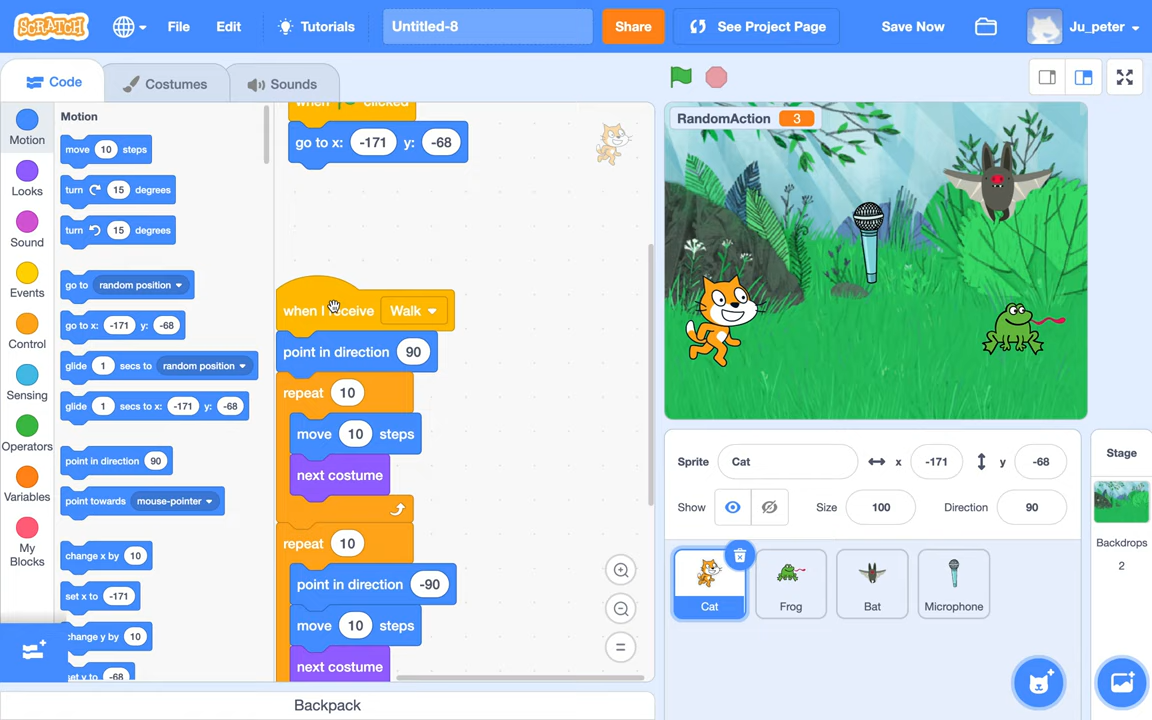 SCRATCH File Edit Tutorials Untitled-8 Share See Project Page Save Now Ju_peter
Code Costumes Sounds
Motion
Looks
Sound
Events
Control
Sensing
Operators
Variables
My
Blocks
Motion
move 10 steps
turn 15 degrees
turn 15 degrees
go to random position
go to x: -171 y: -68
glide 1 secs to random position
glide 1 secs to x: -171 y: -68
point in direction 90
point towards mouse-pointer
change x by 10
set x to -171
change y by 10
set y to -68
when clicked
go to x: -171 y: -68
when I receive Walk
point in direction 90
repeat 10
move 10 steps
next costume
repeat 10
point in direction -90
move 10 steps
next costume
Backpack
RandomAction 3
Sprite Cat x -171 y -68
Show Size 100 Direction 90
Cat Frog Bat Microphone
Stage
Backdrops
2